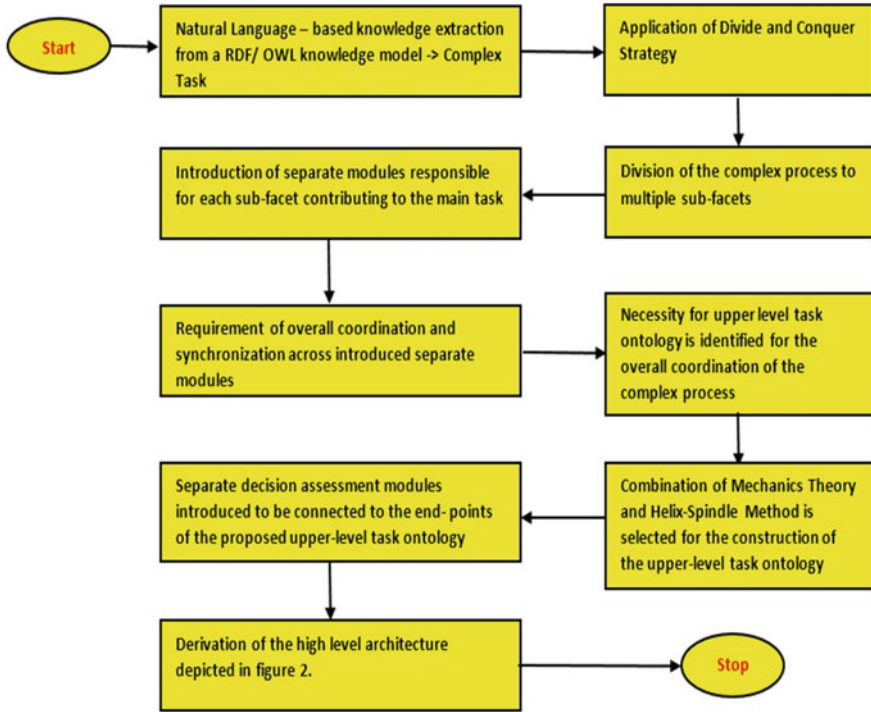 Start
Natural Language – based knowledge extraction
from a RDF/ OWL knowledge model -> Complex
Task
Application of Divide and Conquer
Strategy
Division of the complex process to
multiple sub-facets
Introduction of separate modules responsible
for each sub-facet contributing to the main task
Requirement of overall coordination and
synchronization across introduced separate
modules
Necessity for upper level task
ontology is identified for the
overall coordination of the
complex process
Combination of Mechanics Theory
and Helix-Spindle Method is
selected for the construction of
the upper-level task ontology
Separate decision assessment modules
introduced to be connected to the end- points
of the proposed upper-level task ontology
Derivation of the high level architecture
depicted in figure 2.
Stop